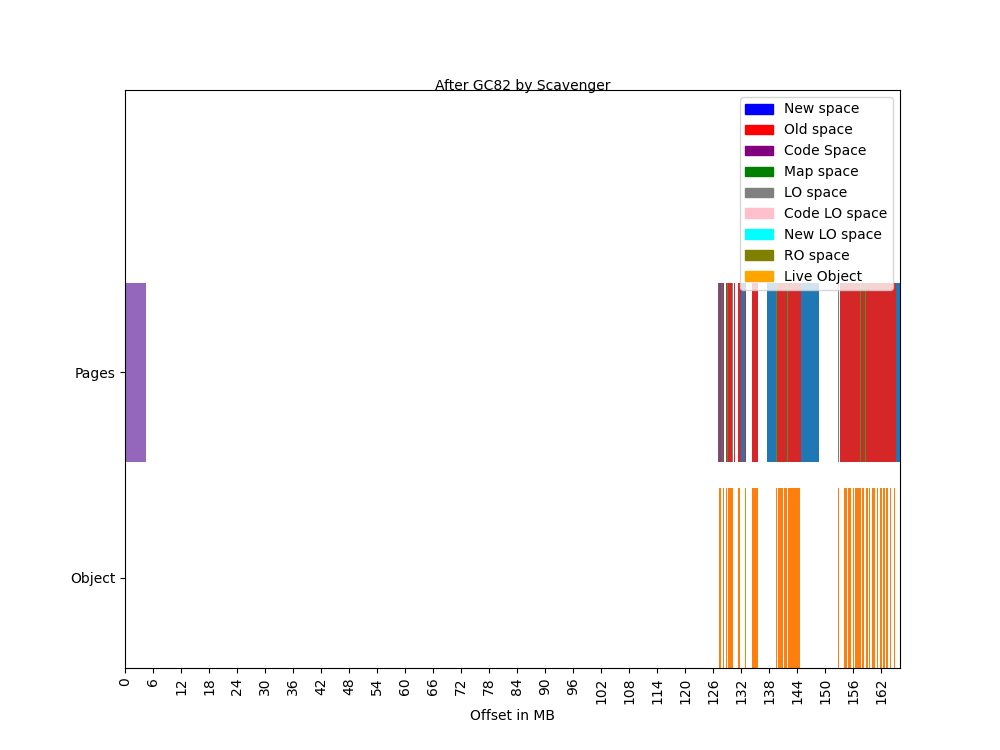 After GC82 by Scavenger
New space
Old space
Code Space
Map space
LO space
Code LO space
New LO space
RO space
Live Object
Pages
Object
0 6 12 18 24 30 36 42 48 54 60 66 72 78 84 90 96 102 108 114 120 126 132 138 144 150 156 162
Offset in MB